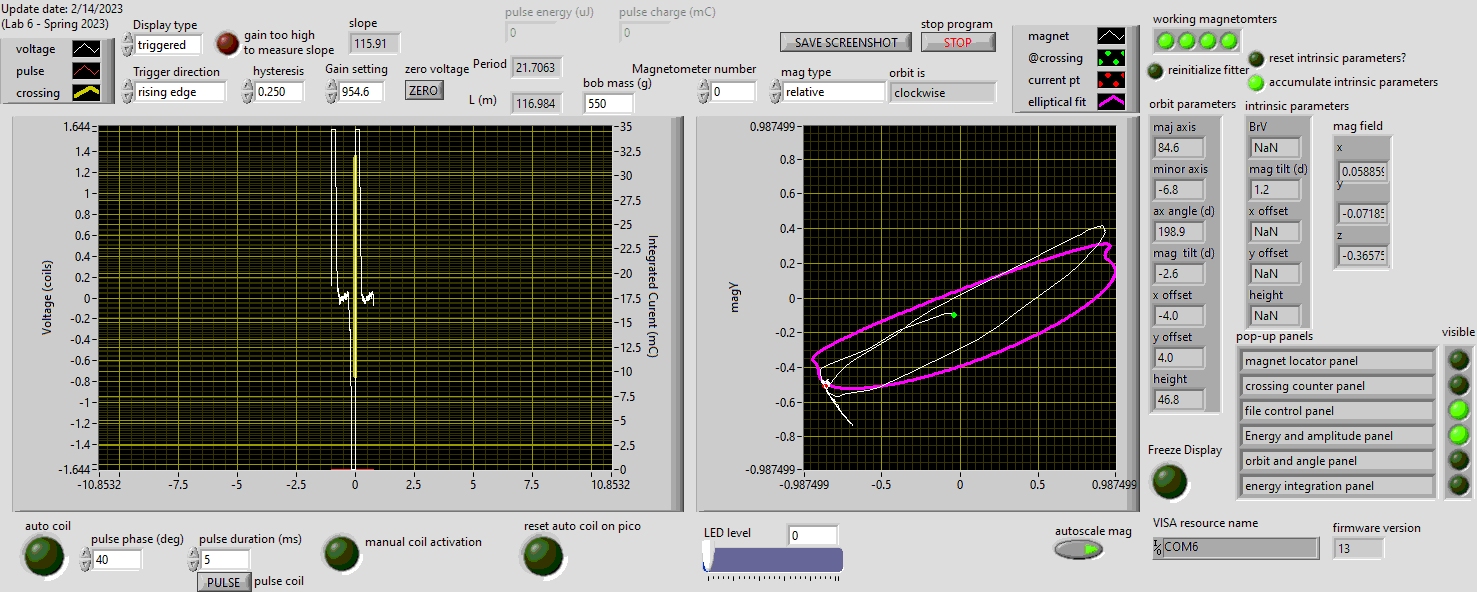 Update date: 2/14/2023
(Lab 6 - Spring 2023)
voltage
pulse
crossing
Display type
triggered
gain too high
to measure slope
slope
115.91
pulse energy (uJ)
0
pulse charge (mC)
0
Trigger direction
rising edge
hysteresis
0.250
Gain setting
954.6
zero voltage
ZERO
Period
21.7063
L (m)
116.984
bob mass (g)
550
Magnetometer number
0
SAVE SCREENSHOT
stop program
STOP
mag type
relative
orbit is
clockwise
magnet
@crossing
current pt
elliptical fit
working magnetomters
reinitialize fitter
reset intrinsic parameters?
accumulate intrinsic parameters
orbit parameters
maj axis
84.6
minor axis
-6.8
ax angle (d)
198.9
mag tilt (d)
-2.6
x offset
-4.0
y offset
4.0
height
46.8
intrinsic parameters
BrV
NaN
mag tilt (d)
1.2
x offset
NaN
y offset
NaN
height
NaN
mag field
x
0.05885
y
-0.0718
z
-0.3657
Voltage (coils)
1.644
1.4
1.2
1
0.8
0.6
0.4
0.2
0
-0.2
-0.4
-0.6
-0.8
-1
-1.2
-1.4
-1.644
-10.8532
-7.5
-5
-2.5
0
2.5
5
7.5
10.8532
35
32.5
30
27.5
25
22.5
20
17.5
15
12.5
10
7.5
5
2.5
0
Integrated Curent (mC)
magY
0.987499
0.8
0.6
0.4
0.2
0
-0.2
-0.4
-0.6
-0.8
-0.987499
-0.987499
-0.5
0
0.5
0.987499
pop-up panels
visible
magnet locator panel
crossing counter panel
file control panel
Energy and amplitude panel
orbit and angle panel
energy integration panel
Freeze Display
auto coil
pulse phase (deg)
40
pulse duration (ms)
5
PULSE
pulse coil
manual coil activation
reset auto coil on pico
LED level
0
autoscale mag
VISA resource name
COM6
firmware version
13